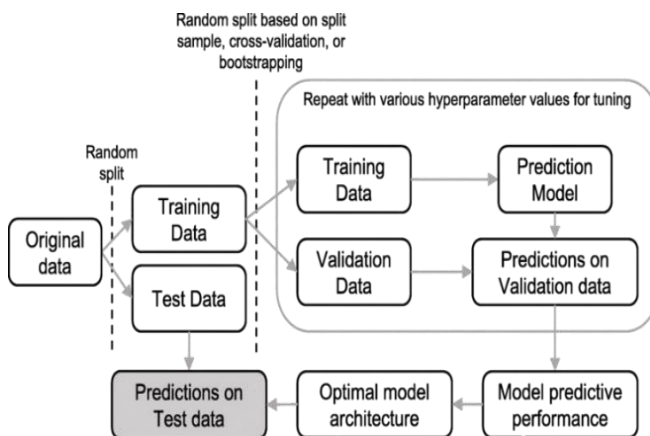 Random split based on split
sample, cross-validation, or
bootstrapping
Repeat with various hyperparameter values for tuning
Random
split
Training
Data
Prediction
Model
Training
Data
Original
data
Validation
Data
Predictions on
Validation data
Test Data
Predictions on
Test data
Optimal model
architecture
Model predictive
performance